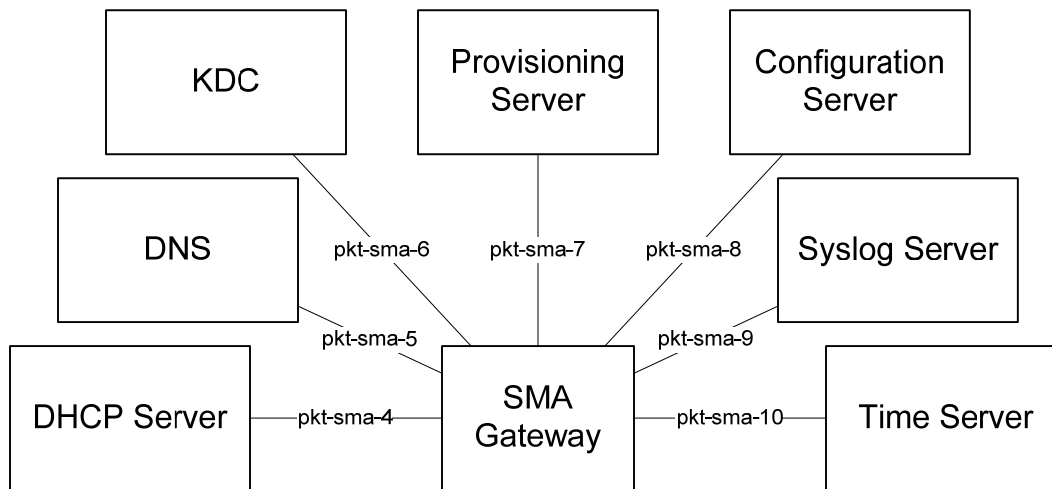 KDC
Provisioning
Server
Configuration
Server
DNS
pkt-sma-6
pkt-sma-7
pkt-sma-8
Syslog Server
pkt-sma-5
pkt-sma-9
DHCP Server
pkt-sma-4
SMA
Gateway
pkt-sma-10
Time Server